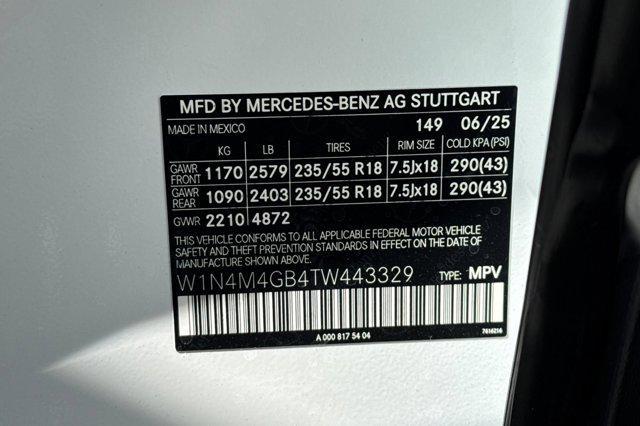 MFD BY MERCEDES-BENZ AG STUTTGART
MADE IN MEXICO 149 06/25
KG LB TIRES RIM SIZE COLD KPA(PSI)
GAWR FRONT 1170 2579 235/55 R18 7.5Jx18 290(43)
GAWR REAR 1090 2403 235/55 R18 7.5Jx18 290(43)
GVWR 2210 4872
THIS VEHICLE CONFORMS TO ALL APPLICABLE FEDERAL MOTOR VEHICLE
SAFETY AND THEFT PREVENTION STANDARDS IN EFFECT ON THE DATE OF
MANUFACTURE SHOWN ABOVE.
W1N4M4GB4TW443329 TYPE: MPV
A 000 817 54 04 7616216